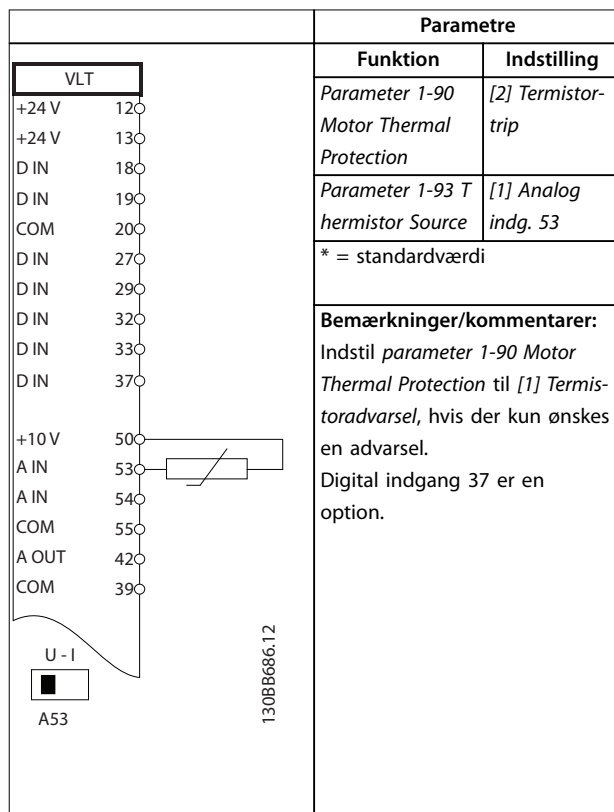 VLT
+24 V 12
+24 V 13
D IN 18
D IN 19
COM 20
D IN 27
D IN 29
D IN 32
D IN 33
D IN 37
+10 V 50
A IN 53
A IN 54
COM 55
A OUT 42
COM 39
U - I
A53
130BB686.12
Parametre
Funktion Indstilling
Parameter 1-90 [2] Termistor-
Motor Thermal trip
Protection
Parameter 1-93 T [1] Analog
hermistor Source indg. 53
* = standardværdi
Bemærkninger/kommentarer:
Indstil parameter 1-90 Motor
Thermal Protection til [1] Termis-
toradvarsel, hvis der kun ønskes
en advarsel.
Digital indgang 37 er en
option.